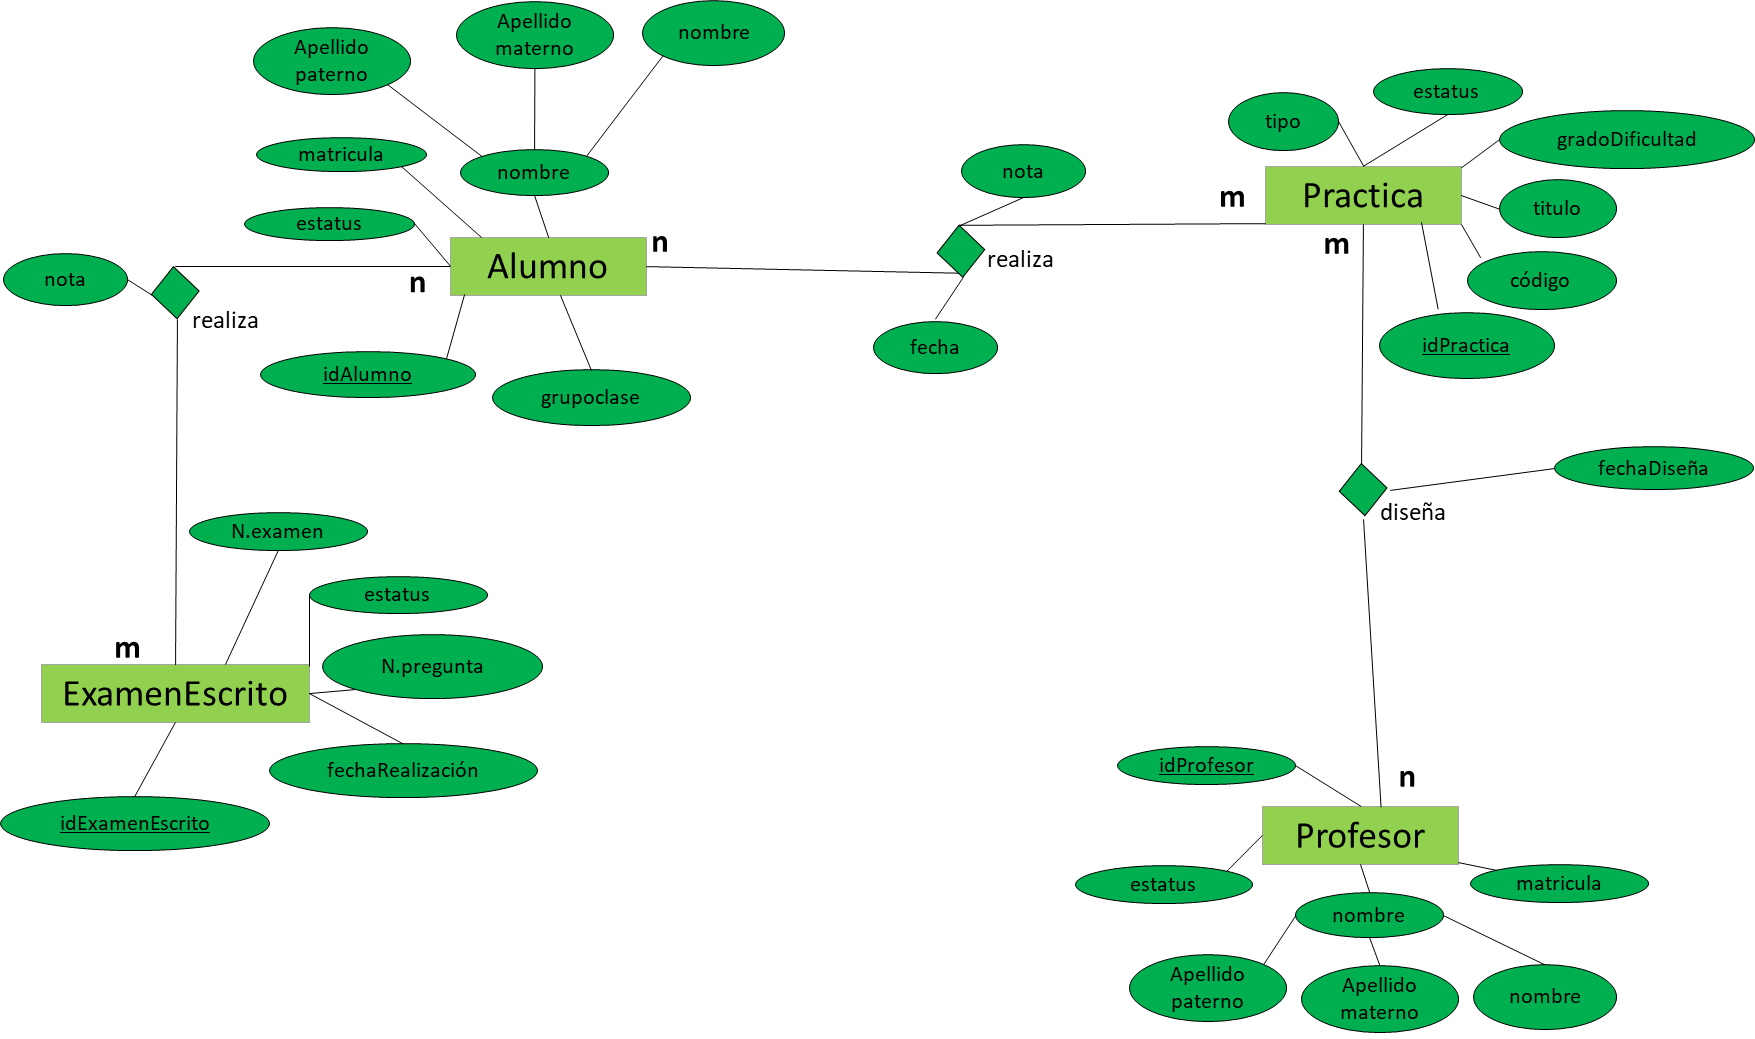 Apellido
paterno
Apellido
materno
nombre
matricula
nombre
estatus
nota
realiza
n
Alumno
n
idAlumno
grupoclase
nota
realiza
fecha
tipo
estatus
gradoDificultad
m
Practica
titulo
m
código
idPractica
fechaDiseña
diseña
N.examen
estatus
m
N.pregunta
ExamenEscrito
fechaRealización
idExamenEscrito
idProfesor
n
Profesor
estatus
matricula
nombre
Apellido
paterno
Apellido
materno
nombre